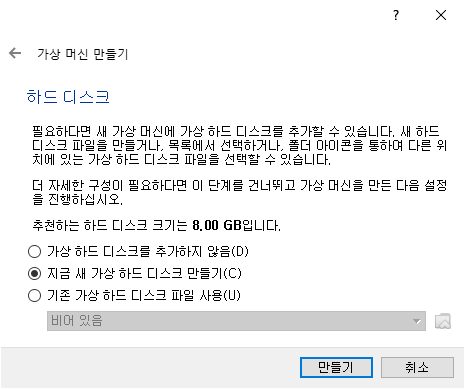 ?
가상 머신 만들기
하드 디스크
필요하다면 새 가상 머신에 가상 하드 디스크를 추가할 수 있습니다. 새 하드
디스크 파일을 만들거나, 목록에서 선택하거나, 폴더 아이콘을 통하여 다른 위
치에 있는 가상 하드 디스크 파일을 선택할 수 있습니다.
더 자세한 구성이 필요하다면 이 단계를 건너뛰고 가상 머신을 만든 다음 설정
을 진행하십시오.
추천하는 하드 디스크 크기는 8.00 GB입니다.
가상 하드 디스크를 추가하지 않음(D)
지금 새 가상 하드 디스크 만들기(C)
기존 가상 하드 디스크 파일 사용(U)
비어 있음
만들기 취소